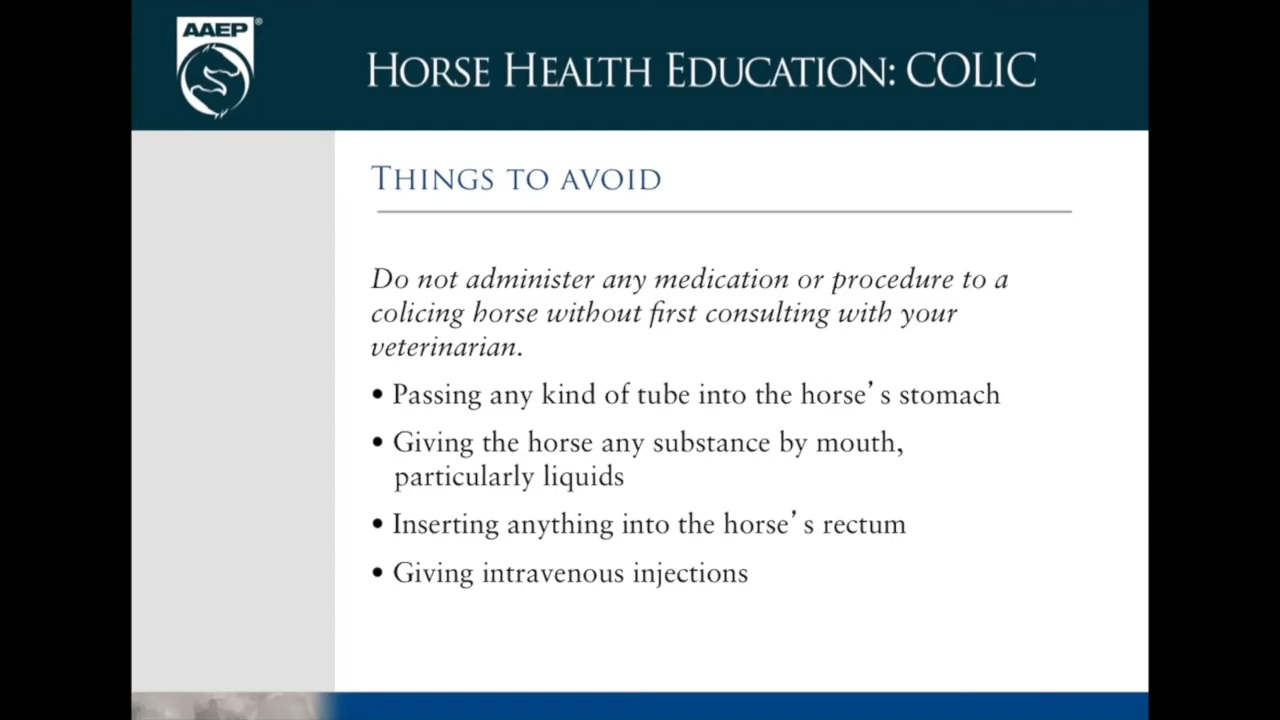 AAEP®
HORSE HEALTH EDUCATION: COLIC
THINGS TO AVOID
Do not administer any medication or procedure to a
colicing horse without first consulting with your
veterinarian.
• Passing any kind of tube into the horse’s stomach
• Giving the horse any substance by mouth,
particularly liquids
• Inserting anything into the horse’s rectum
• Giving intravenous injections